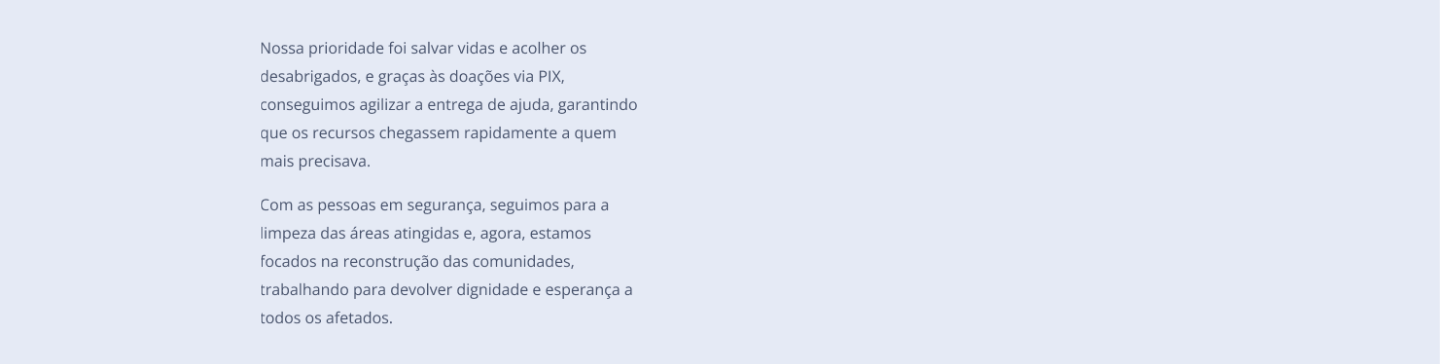 Nossa prioridade foi salvar vidas e acolher os
desabrigados, e graças às doações via PIX,
conseguimos agilizar a entrega de ajuda, garantindo
que os recursos chegassem rapidamente a quem
mais precisava.
Com as pessoas em segurança, seguimos para a
limpeza das áreas atingidas e, agora, estamos
focados na reconstrução das comunidades,
trabalhando para devolver dignidade e esperança a
todos os afetados.